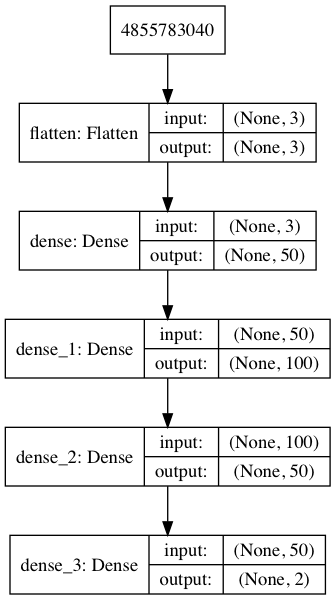 4855783040
flatten: Flatten
input:
(None, 3)
output:
(None, 3)
dense: Dense
input:
(None, 3)
output:
(None, 50)
dense_1: Dense
input:
(None, 50)
output:
(None, 100)
dense_2: Dense
input:
(None, 100)
output:
(None, 50)
dense_3: Dense
input:
(None, 50)
output:
(None, 2)